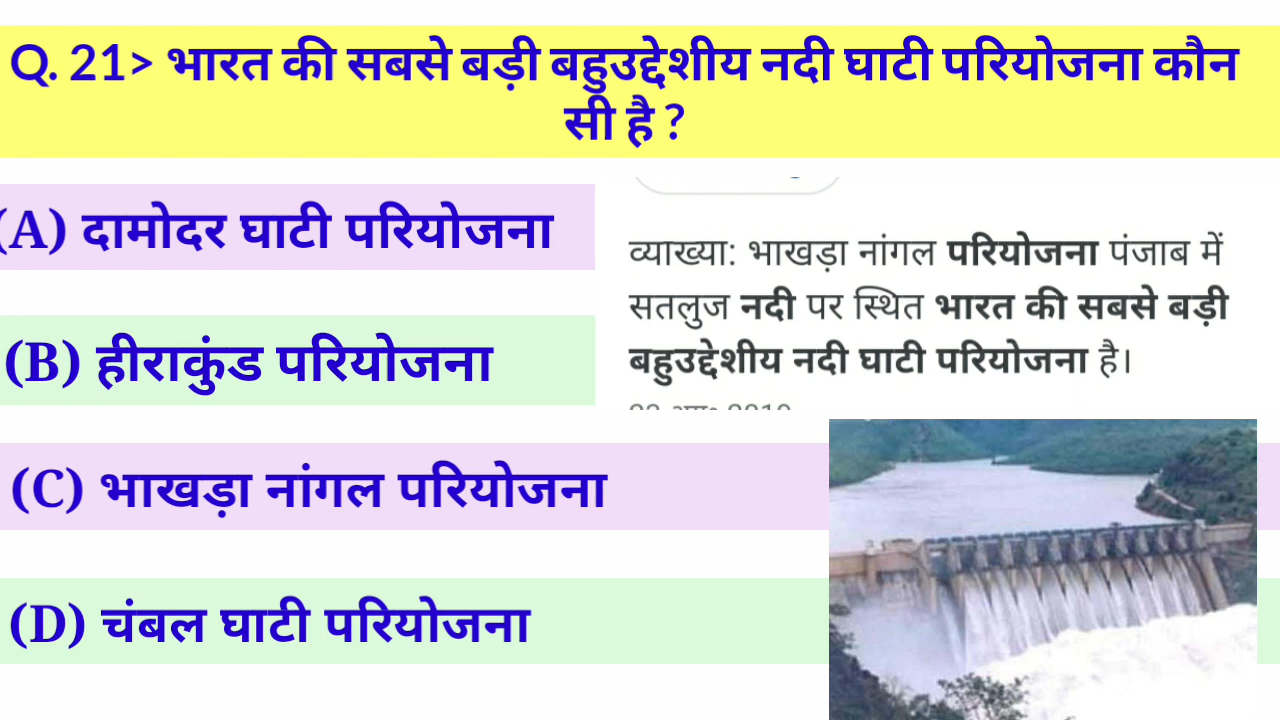 Q. 21> भारत की सबसे बड़ी बहुउद्देशीय नदी घाटी परियोजना कौन
सी है ?
(A) दामोदर घाटी परियोजना
(B) हीराकुंड परियोजना
(C) भाखड़ा नांगल परियोजना
(D) चंबल घाटी परियोजना
व्याख्या: भाखड़ा नांगल परियोजना पंजाब में
सतलुज नदी पर स्थित भारत की सबसे बड़ी
बहुउद्देशीय नदी घाटी परियोजना है।